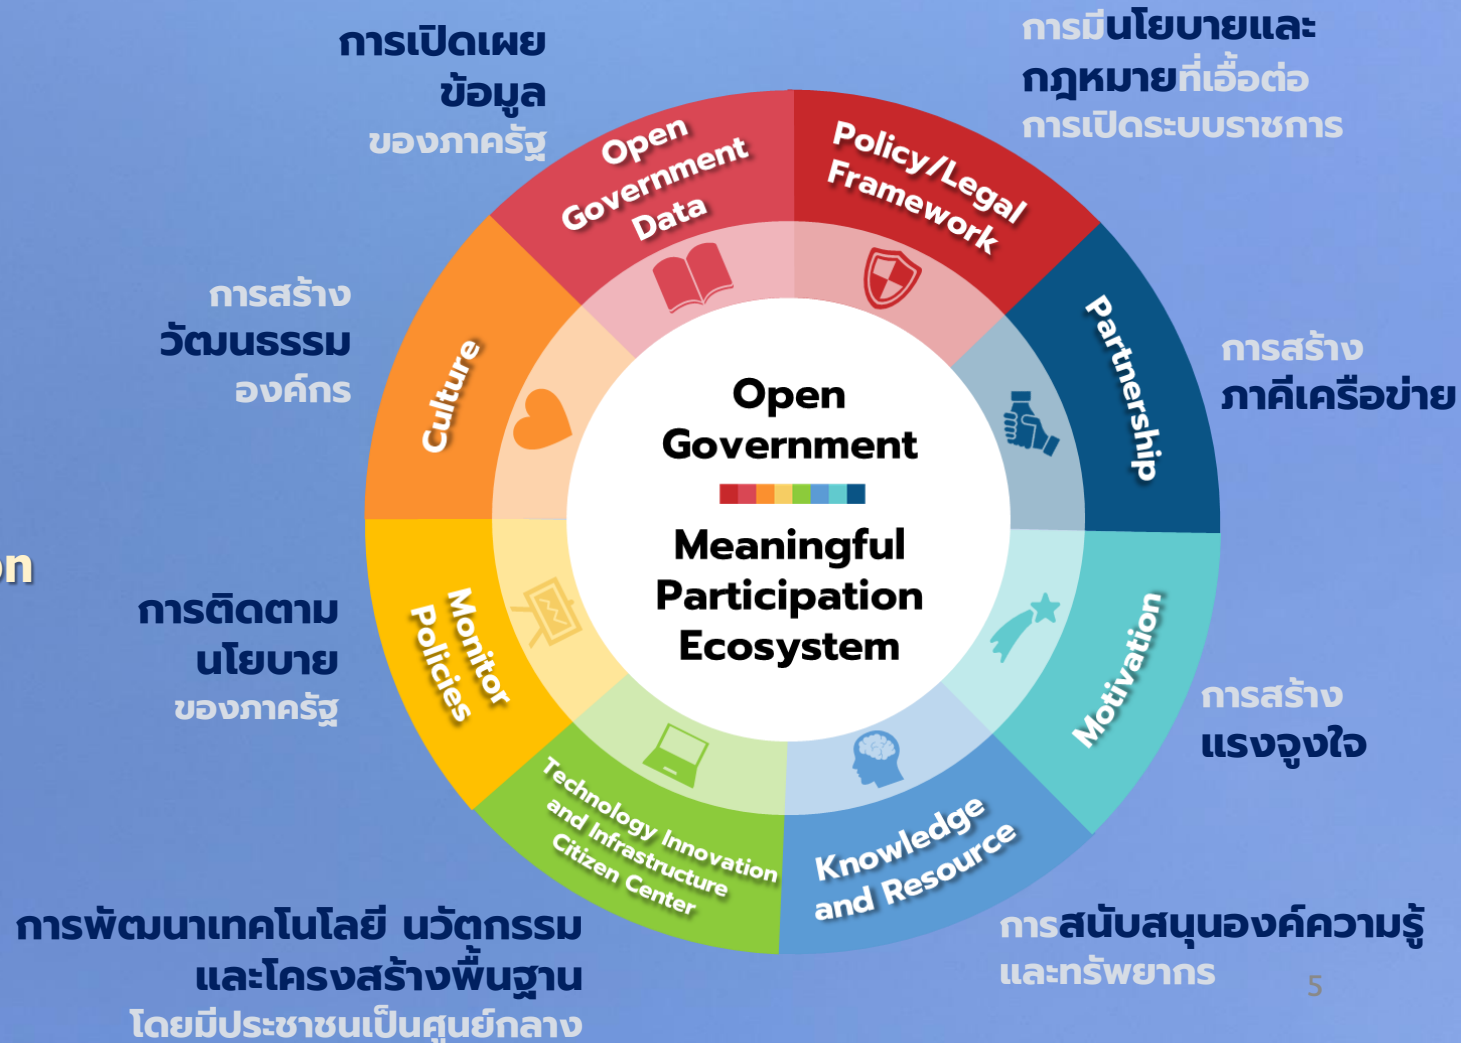 การเปิดเผย
ข้อมูล
ของภาครัฐ
การมีนโยบายและ
กฎหมายที่เอื้อต่อ
การเปิดระบบราชการ
Open
Government
Data
Policy/Legal
Framework
การสร้าง
วัฒนธรรม
องค์กร
Culture
Partnership
การสร้าง
ภาคีเครือข่าย
Open
Government
Meaningful
Participation
Ecosystem
การติดตาม
นโยบาย
ของภาครัฐ
Monitor
Policies
Motivation
การสร้าง
แรงจูงใจ
Technology Innovation
and Infrastructure
Citizen Center
Knowledge
and Resource
การพัฒนาเทคโนโลยี นวัตกรรม
และโครงสร้างพื้นฐาน
โดยมีประชาชนเป็นศูนย์กลาง
การสนับสนุนองค์ความรู้
และทรัพยากร
5